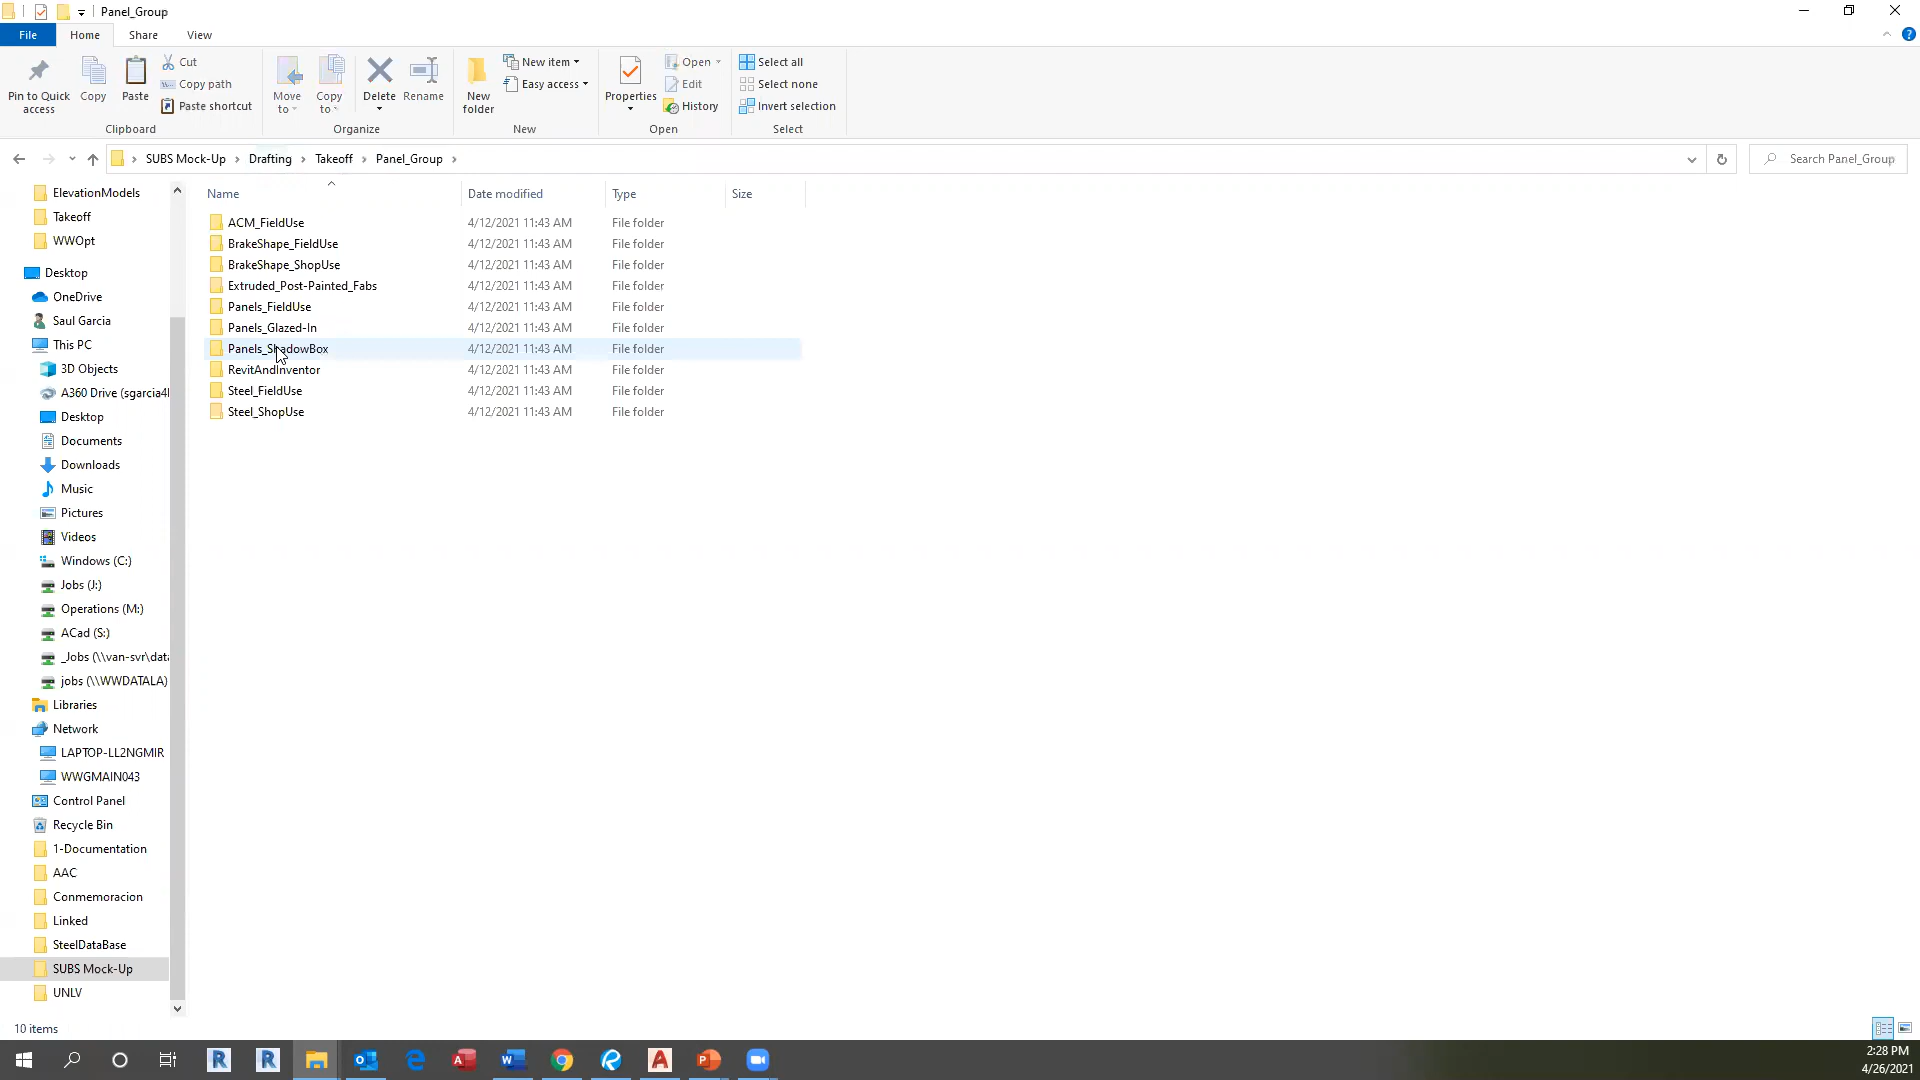 Panel_Group
File Home Share View
Pin to Quick access
Copy
Paste
Cut
Copy path
Paste shortcut
Clipboard
Move to
Copy to
Delete
Rename
Organize
New folder
New item
Easy access
New
Properties
Open
Edit
History
Open
Select all
Select none
Invert selection
Select
SUBS Mock-Up Drafting Takeoff Panel_Group
Search Panel_Group
Name Date modified Type Size
ACM_FieldUse 4/12/2021 11:43 AM File folder
BrakeShape_FieldUse 4/12/2021 11:43 AM File folder
BrakeShape_ShopUse 4/12/2021 11:43 AM File folder
Extruded_Post-Painted_Fabs 4/12/2021 11:43 AM File folder
Panels_FieldUse 4/12/2021 11:43 AM File folder
Panels_Glazed-In 4/12/2021 11:43 AM File folder
Panels_ShadowBox 4/12/2021 11:43 AM File folder
RevitAndInventor 4/12/2021 11:43 AM File folder
Steel_FieldUse 4/12/2021 11:43 AM File folder
Steel_ShopUse 4/12/2021 11:43 AM File folder
ElevationModels
Takeoff
WWOpt
Desktop
OneDrive
Saul Garcia
This PC
3D Objects
A360 Drive (sgarcia4
Desktop
Documents
Downloads
Music
Pictures
Videos
Windows (C:)
Jobs (J:)
Operations (M:)
ACad (S:)
_Jobs (\\van-svr\data
jobs (\\WWDATALA)
Libraries
Network
LAPTOP-LL2NGMIR
WWGMAIN043
Control Panel
Recycle Bin
1-Documentation
AAC
Conmemoracion
Linked
SteelDataBase
SUBS Mock-Up
UNLV
10 items
2:28 PM
4/26/2021